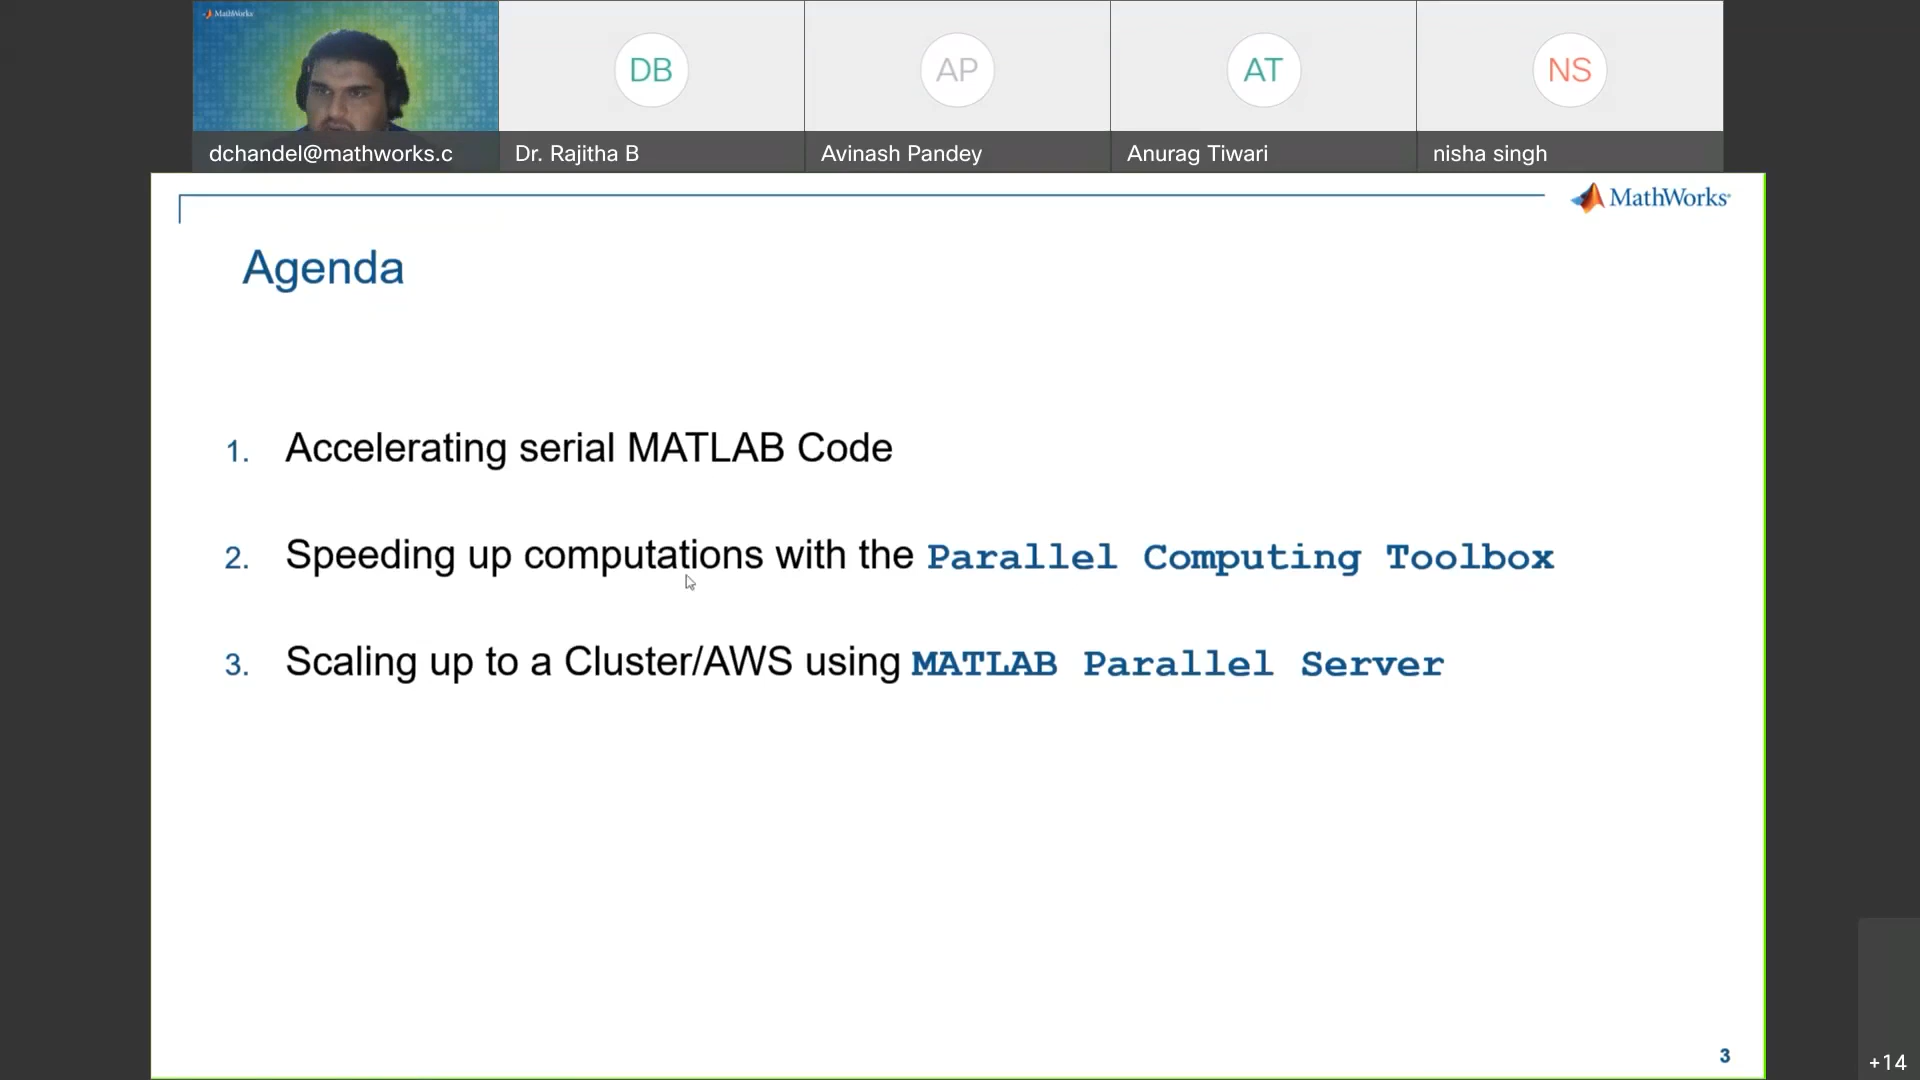 MathWorks
DB
AP
AT
NS
dchandel@mathworks.c
Dr. Rajitha B
Avinash Pandey
Anurag Tiwari
nisha singh
MathWorks
Agenda
1. Accelerating serial MATLAB Code
2. Speeding up computations with the Parallel Computing Toolbox
3. Scaling up to a Cluster/AWS using MATLAB Parallel Server
3
+14